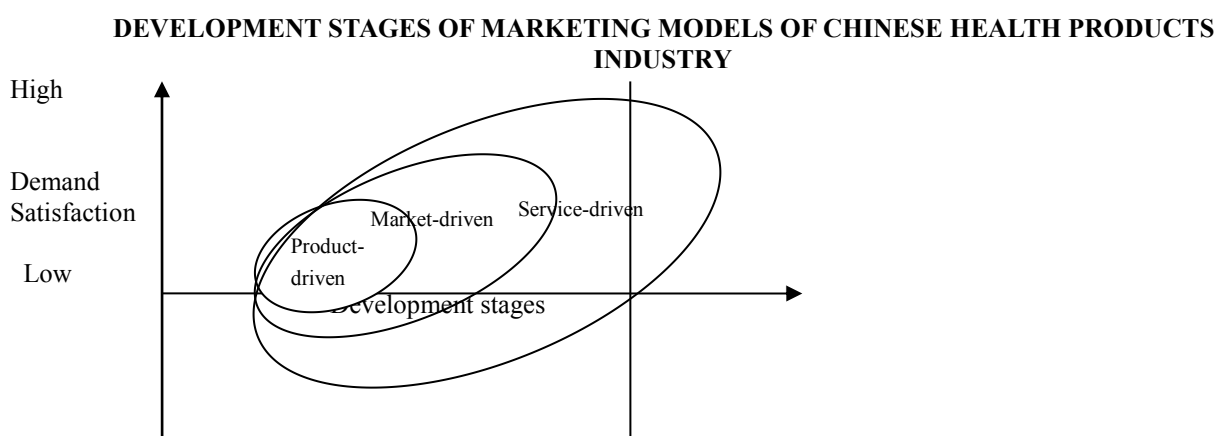 DEVELOPMENT STAGES OF MARKETING MODELS OF CHINESE HEALTH PRODUCTS
INDUSTRY
High
Demand
Satisfaction
Low
Product-
driven
Market-driven
Service-driven
Development stages